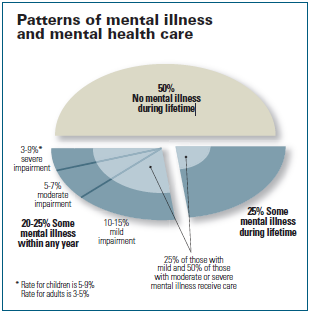 Patterns of mental illness
and mental health care
50%
No mental illness
during lifetime
3-9%*
severe
impairment
5-7%
moderate
impairment
20-25% Some
mental illness
within any year
10-15%
mild
impairment
25% Some
mental illness
during lifetime
25% of those with
mild and 50% of those
with moderate or severe
mental illness receive care
* Rate for children is 5-9%
Rate for adults is 3-5%